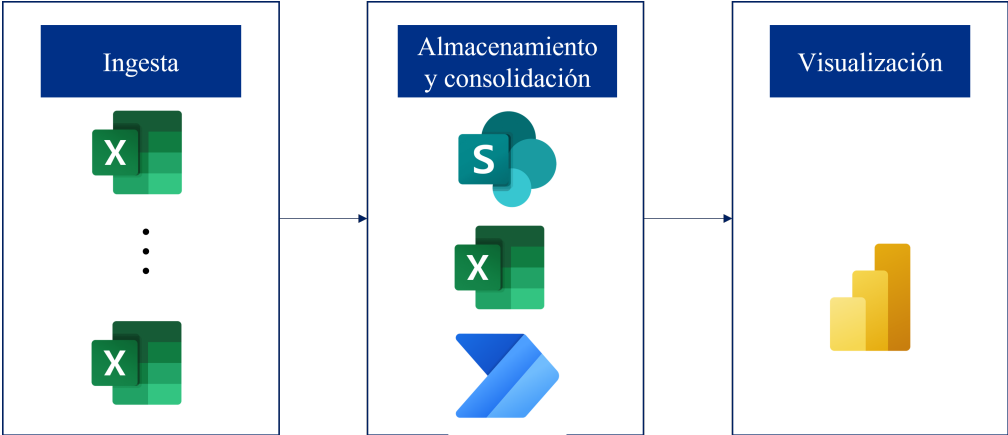 Ingesta
Almacenamiento
y consolidación
Visualización
X
X
S
X